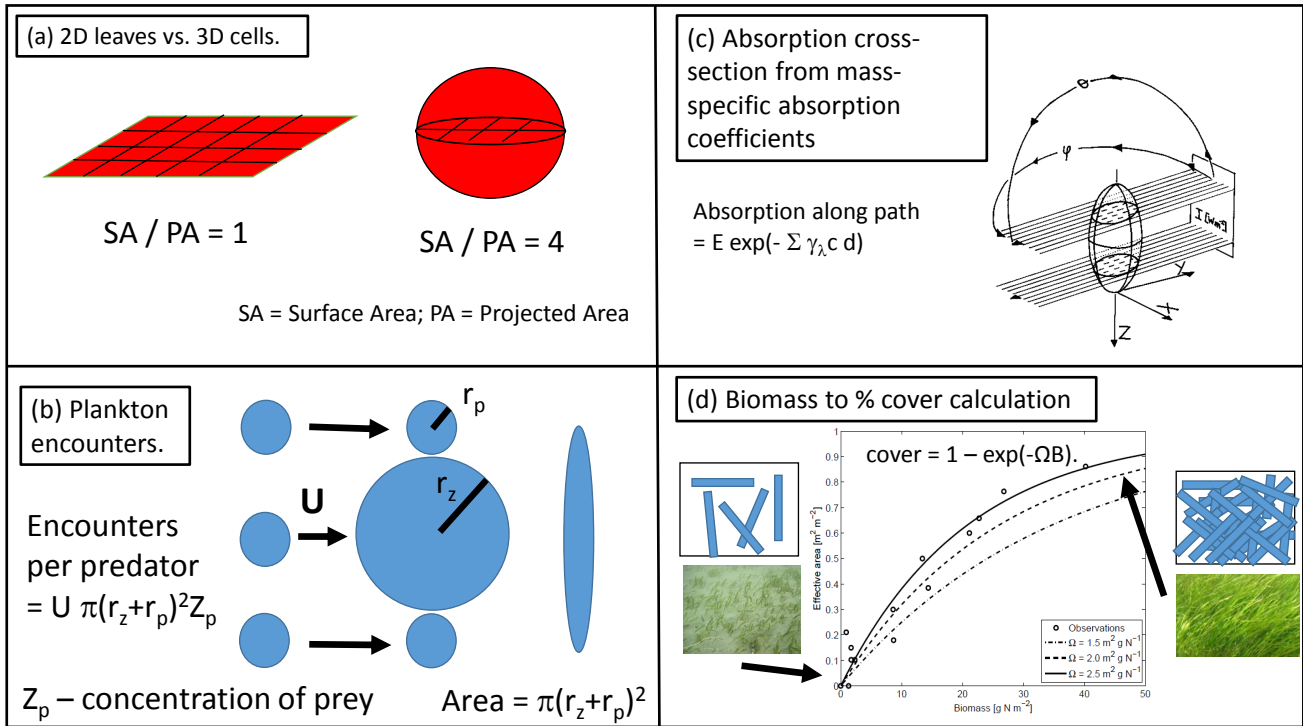 (a) 2D leaves vs. 3D cells.
SA / PA = 1
SA / PA = 4
SA = Surface Area; PA = Projected Area
(c) Absorption cross-
section from mass-
specific absorption
coefficients
Absorption along path
= E exp(- Σ γλc d)
θ
φ
I [Wm⁻²]
Y
X
Z
(b) Plankton
encounters.
rp
rz
U
Encounters
per predator
= U π(rz+rp)²Zp
Zp – concentration of prey
Area = π(rz+rp)²
(d) Biomass to % cover calculation
cover = 1 – exp(-ΩB).
Effective area [m² m⁻²]
1
0.9
0.8
0.7
0.6
0.5
0.4
0.3
0.2
0.1
0
0 10 20 30 40 50
Biomass [g N m⁻²]
Observations
Ω = 1.5 m² g N⁻¹
Ω = 2.0 m² g N⁻¹
Ω = 2.5 m² g N⁻¹